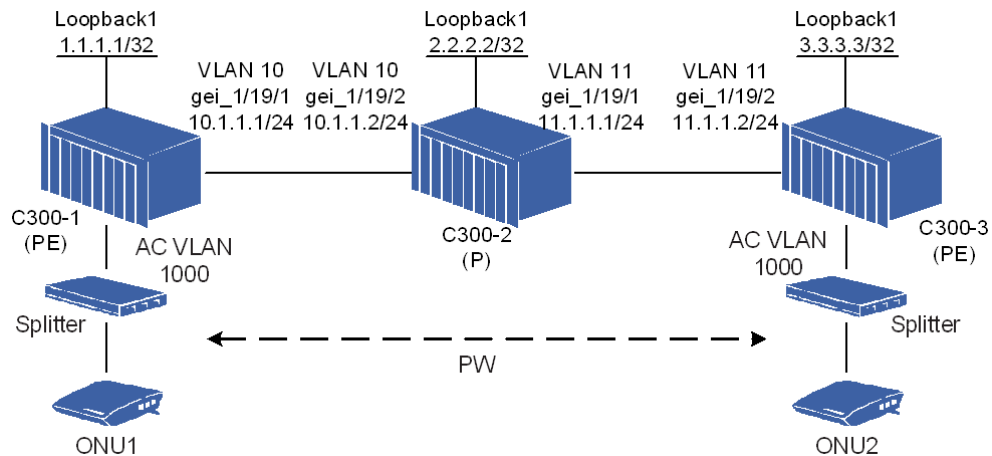 Loopback1
1.1.1.1/32
Loopback1
2.2.2.2/32
Loopback1
3.3.3.3/32
VLAN 10
gei_1/19/1
10.1.1.1/24
VLAN 10
gei_1/19/2
10.1.1.2/24
VLAN 11
gei_1/19/1
11.1.1.1/24
VLAN 11
gei_1/19/2
11.1.1.2/24
C300-1
(PE)
C300-2
(P)
C300-3
(PE)
AC VLAN
1000
AC VLAN
1000
Splitter
Splitter
PW
ONU1
ONU2